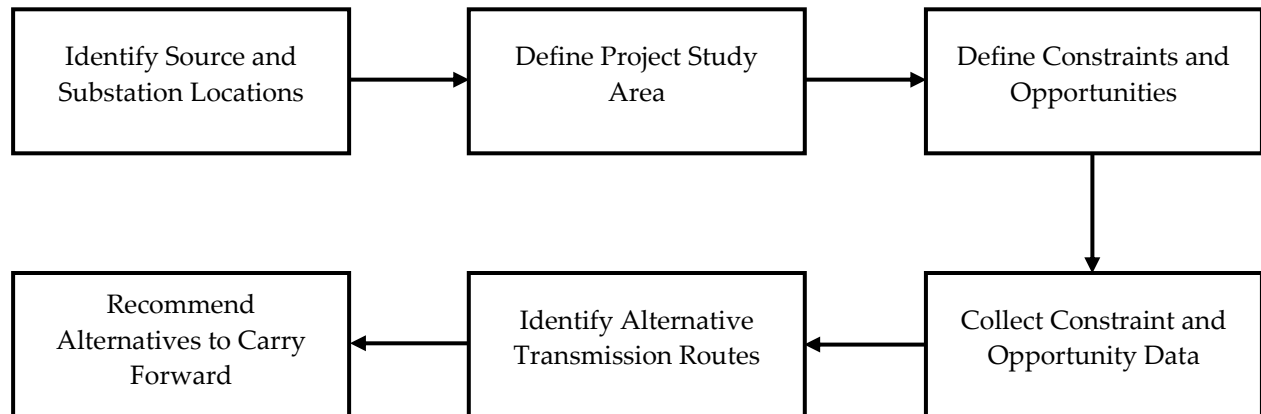 Identify Source and
Substation Locations
Define Project Study
Area
Define Constraints and
Opportunities
Collect Constraint and
Opportunity Data
Identify Alternative
Transmission Routes
Recommend
Alternatives to Carry
Forward